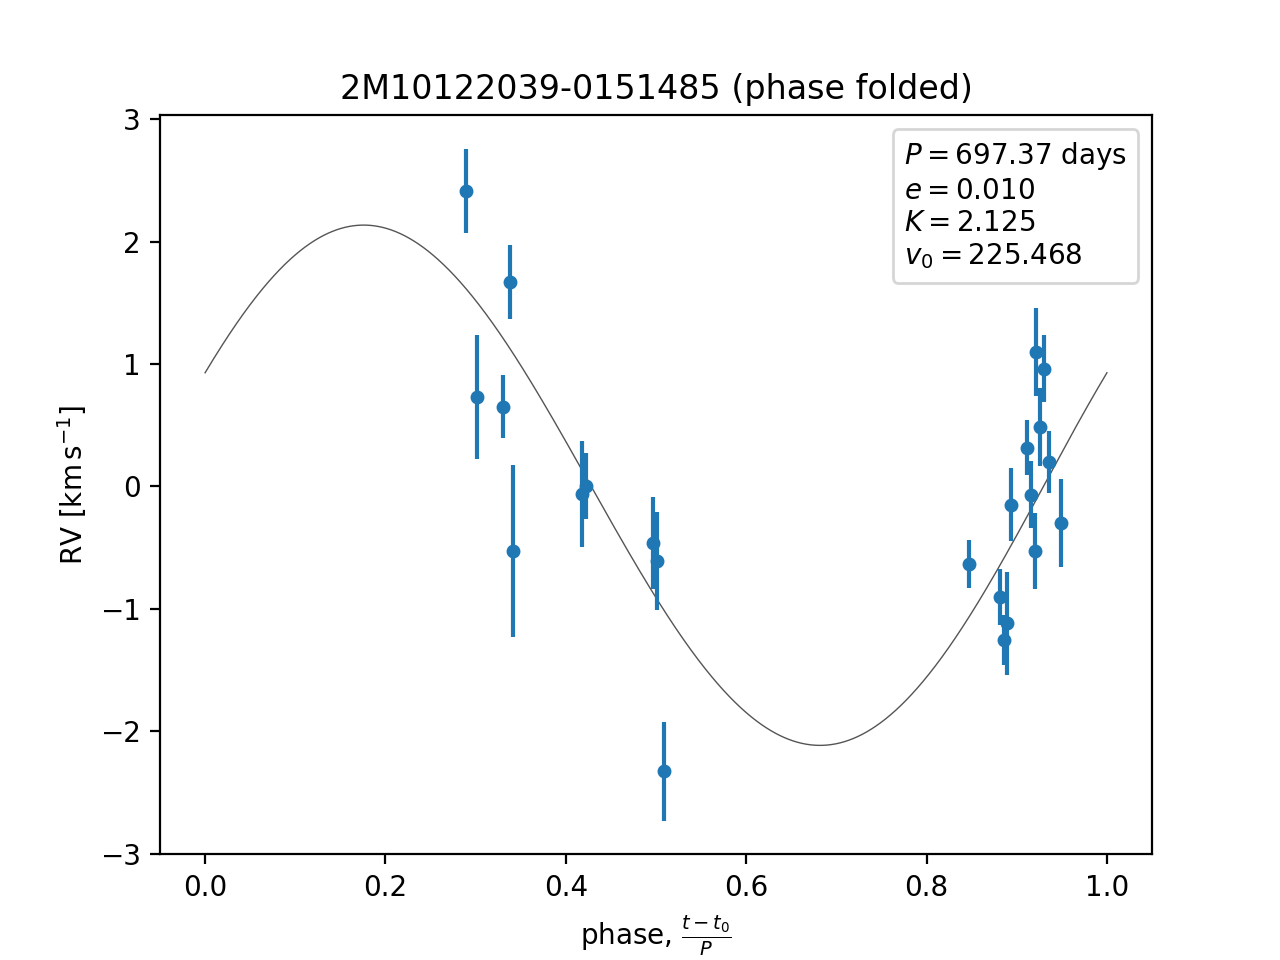 2M10122039-0151485 (phase folded)
P = 697.37 days
e = 0.010
K = 2.125
v₀ = 225.468
RV [km s⁻¹]
3
2
1
0
−1
−2
−3
0.0 0.2 0.4 0.6 0.8 1.0
phase, (t − t₀)/P